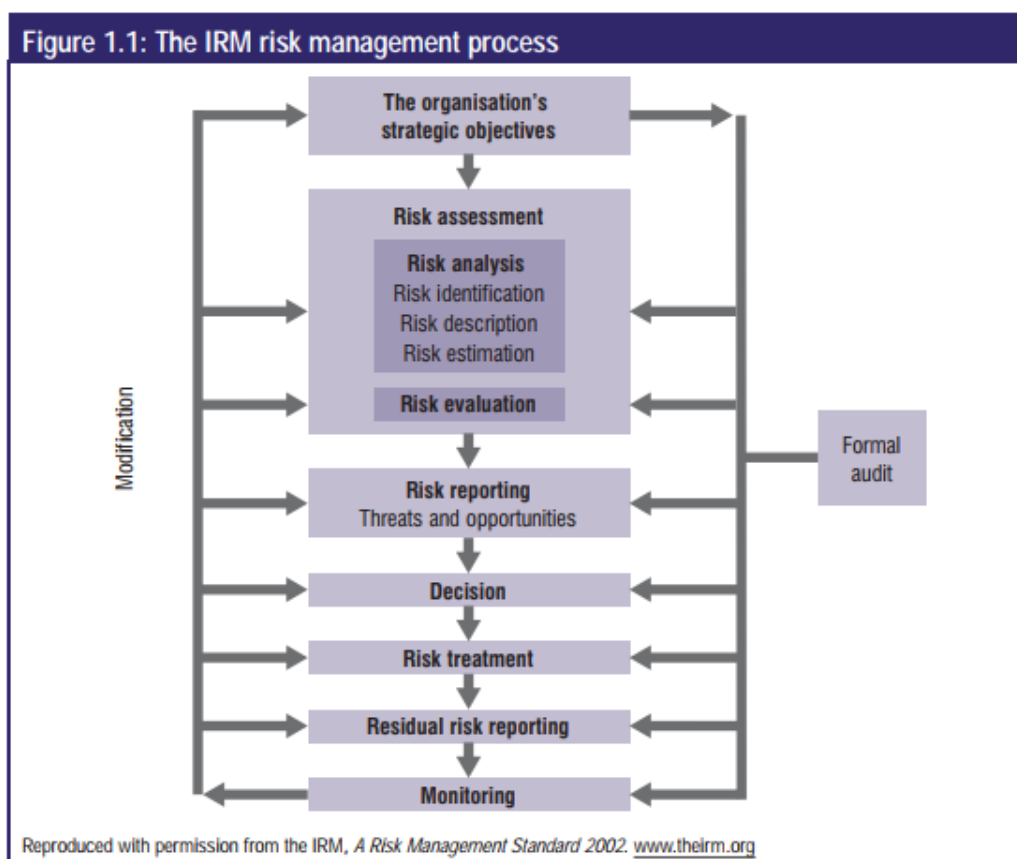 Figure 1.1: The IRM risk management process
The organisation's
strategic objectives
Risk assessment
Risk analysis
Risk identification
Risk description
Risk estimation
Risk evaluation
Modification
Formal
audit
Risk reporting
Threats and opportunities
Decision
Risk treatment
Residual risk reporting
Monitoring
Reproduced with permission from the IRM, A Risk Management Standard 2002. www.theirm.org